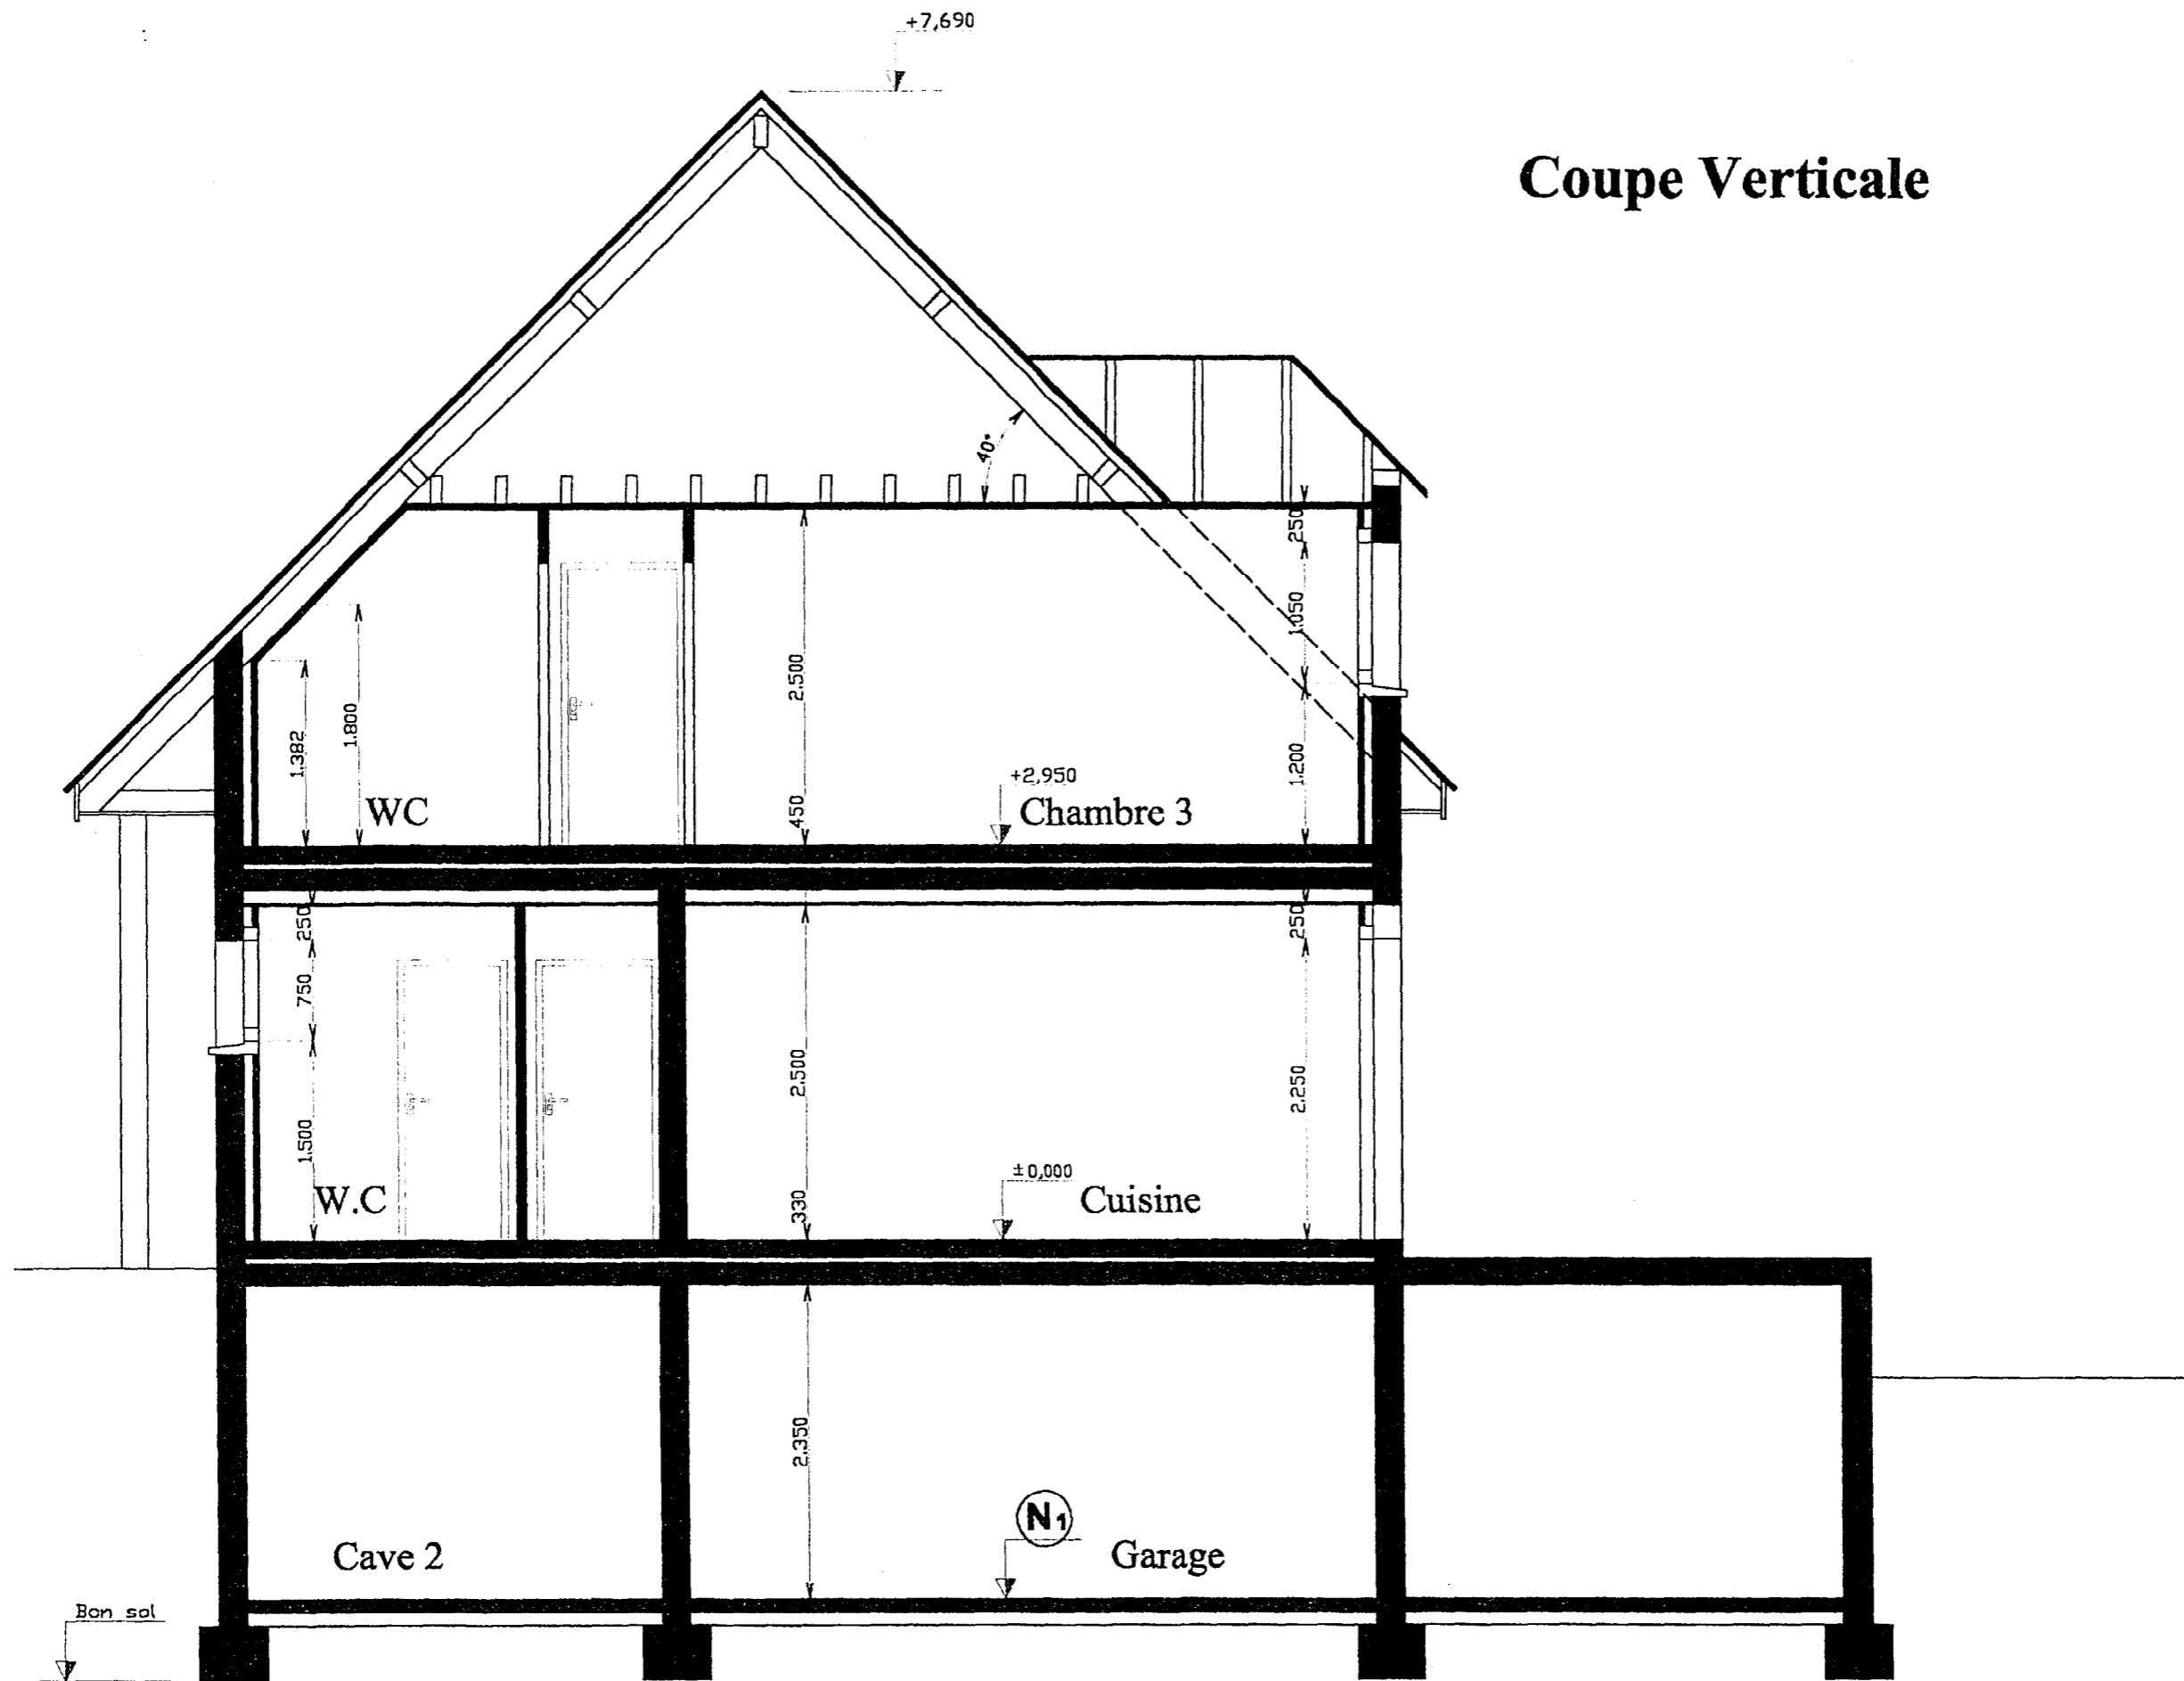 +7,690
Coupe Verticale
40°
250
1.050
2.500
1.800
1.382
1.200
+2,950
450
WC
Chambre 3
250
250
750
2.500
2.250
1.500
±0,000
330
W.C
Cuisine
2.350
N1
Cave 2
Garage
Bon sol